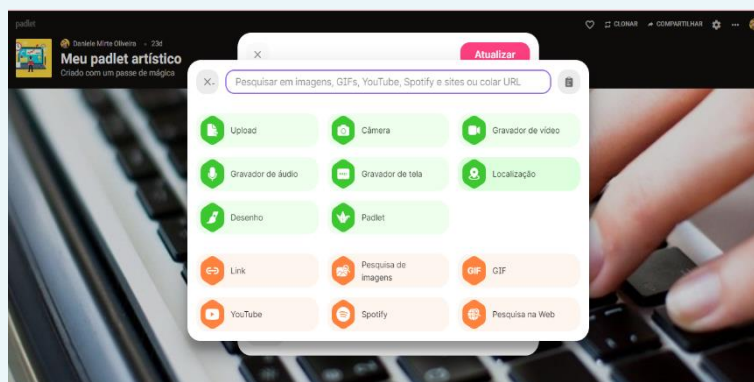 padlet
CLONAR COMPARTILHAR
Daniele Mirte Oliveira · 23d
Meu padlet artístico
Criado com um passe de mágica
Atualizar
Pesquisar em imagens, GIFs, YouTube, Spotify e sites ou colar URL
Upload
Câmera
Gravador de vídeo
Gravador de áudio
Gravador de tela
Localização
Desenho
Padlet
Link
Pesquisa de
imagens
GIF GIF
YouTube
Spotify
Pesquisa na Web